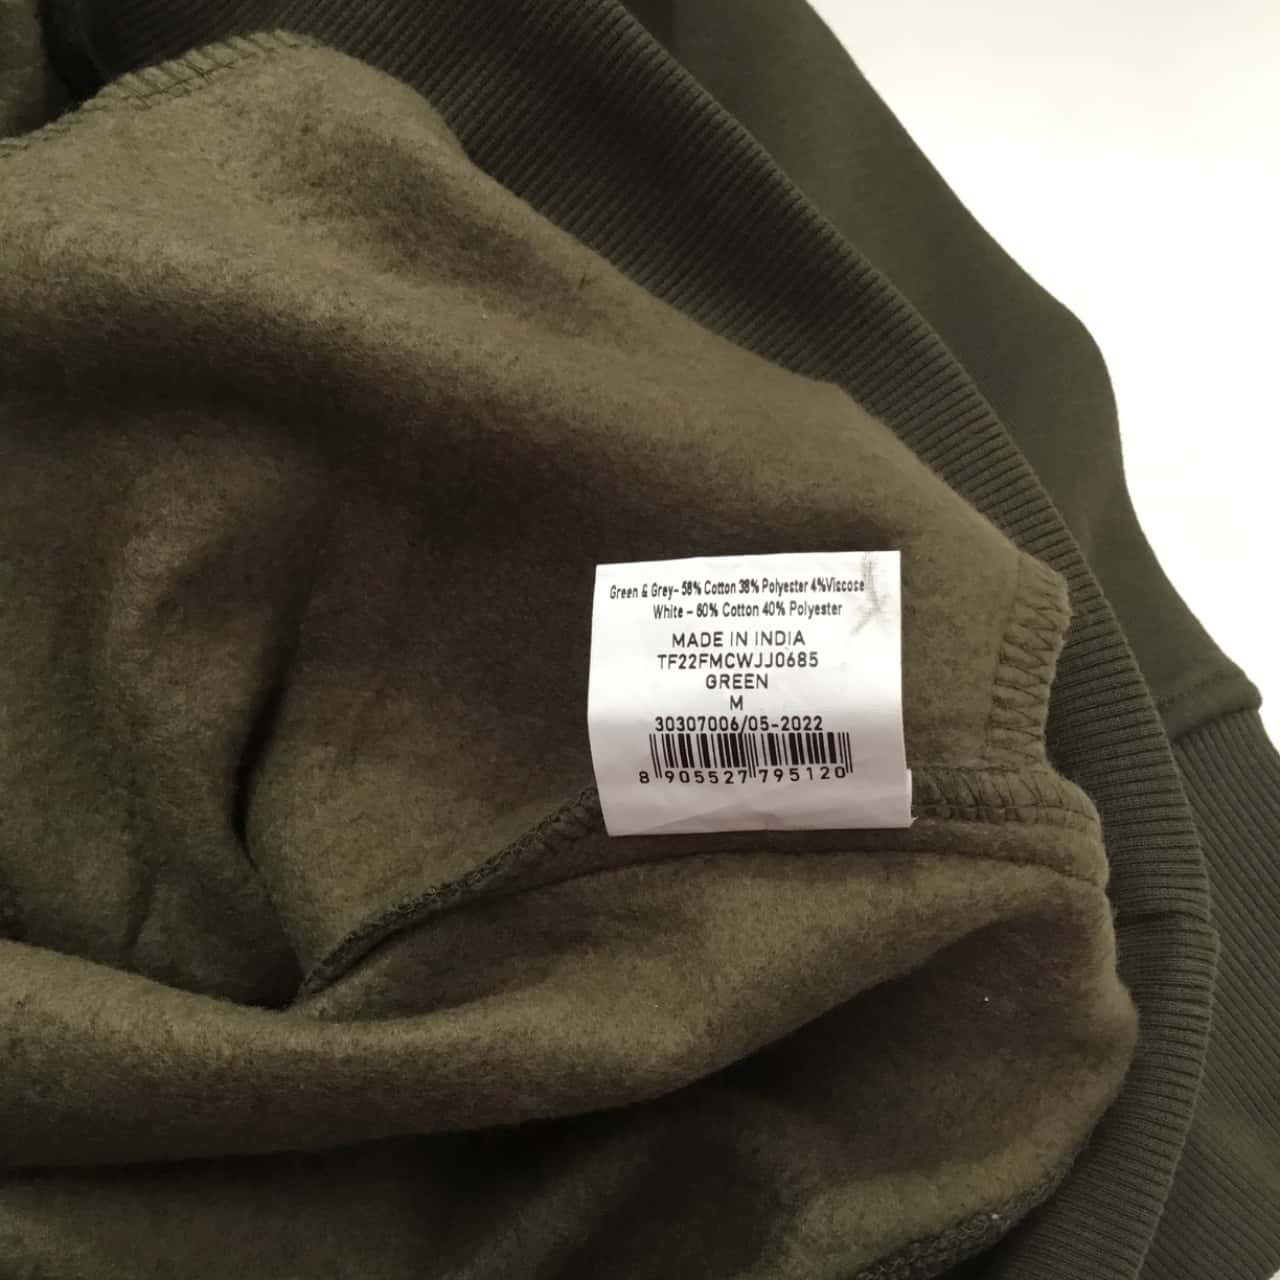 Green & Grey- 58% Cotton 38% Polyester 4%Viscose
White - 60% Cotton 40% Polyester
MADE IN INDIA
TF22FMCWJJ0685
GREEN
M
30307006/05-2022
8 905527 795120